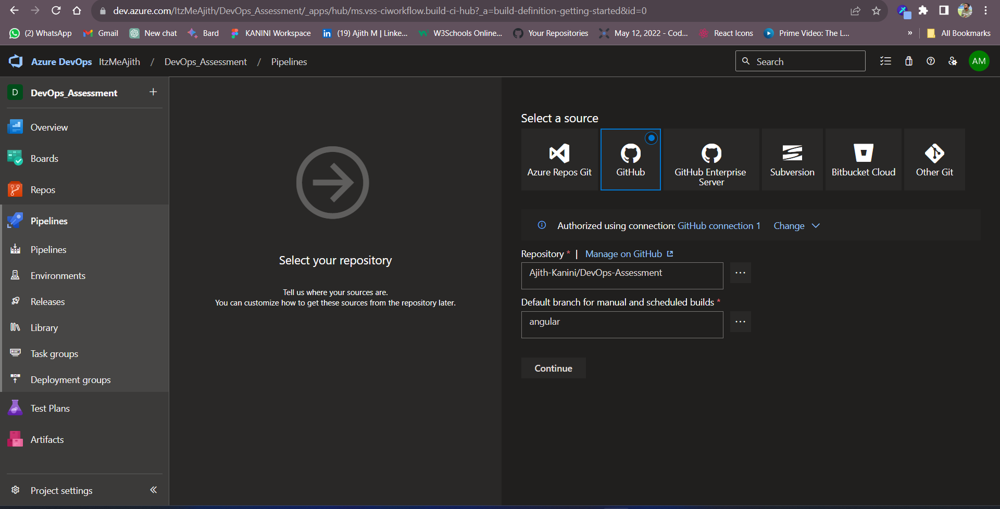 dev.azure.com/ItzMeAjith/DevOps_Assessment/_apps/hub/ms.vss-ciworkflow.build-ci-hub?_a=build-definition-getting-started&id=0
(2) WhatsApp
Gmail
New chat
Bard
KANINI Workspace
(19) Ajith M | Linke...
W3Schools Online...
Your Repositories
May 12, 2022 - Cod...
React Icons
Prime Video: The L...
»
All Bookmarks
Azure DevOps ItzMeAjith / DevOps_Assessment / Pipelines
Search
AM
D DevOps_Assessment +
Overview
Boards
Repos
Pipelines
Pipelines
Environments
Releases
Library
Task groups
Deployment groups
Test Plans
Artifacts
Project settings
Select your repository
Tell us where your sources are.
You can customize how to get these sources from the repository later.
Select a source
Azure Repos Git
GitHub
GitHub Enterprise
Server
Subversion
Bitbucket Cloud
Other Git
Authorized using connection: GitHub connection 1 Change
Repository * | Manage on GitHub
Ajith-Kanini/DevOps-Assessment
...
Default branch for manual and scheduled builds *
angular
...
Continue